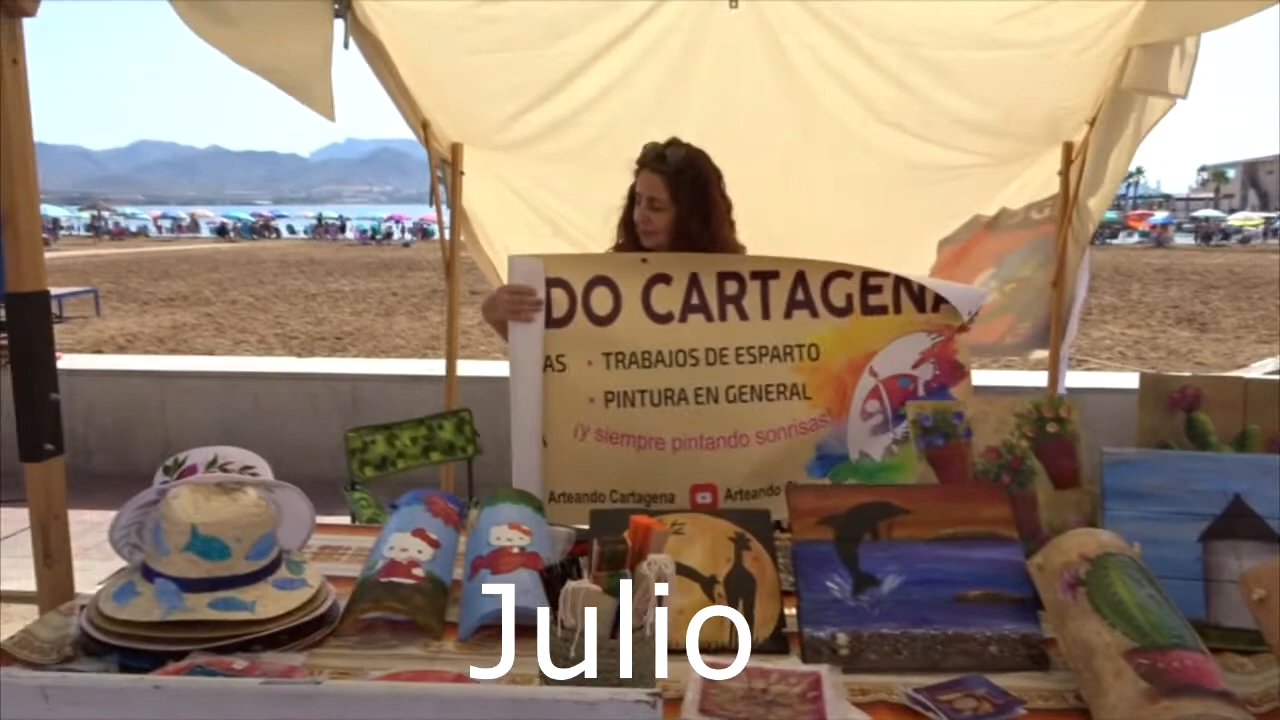 DO CARTAGENA
AS • TRABAJOS DE ESPARTO
• PINTURA EN GENERAL
¡Y siempre pintando sonrisas!
Arteando Cartagena Arteando
Julio